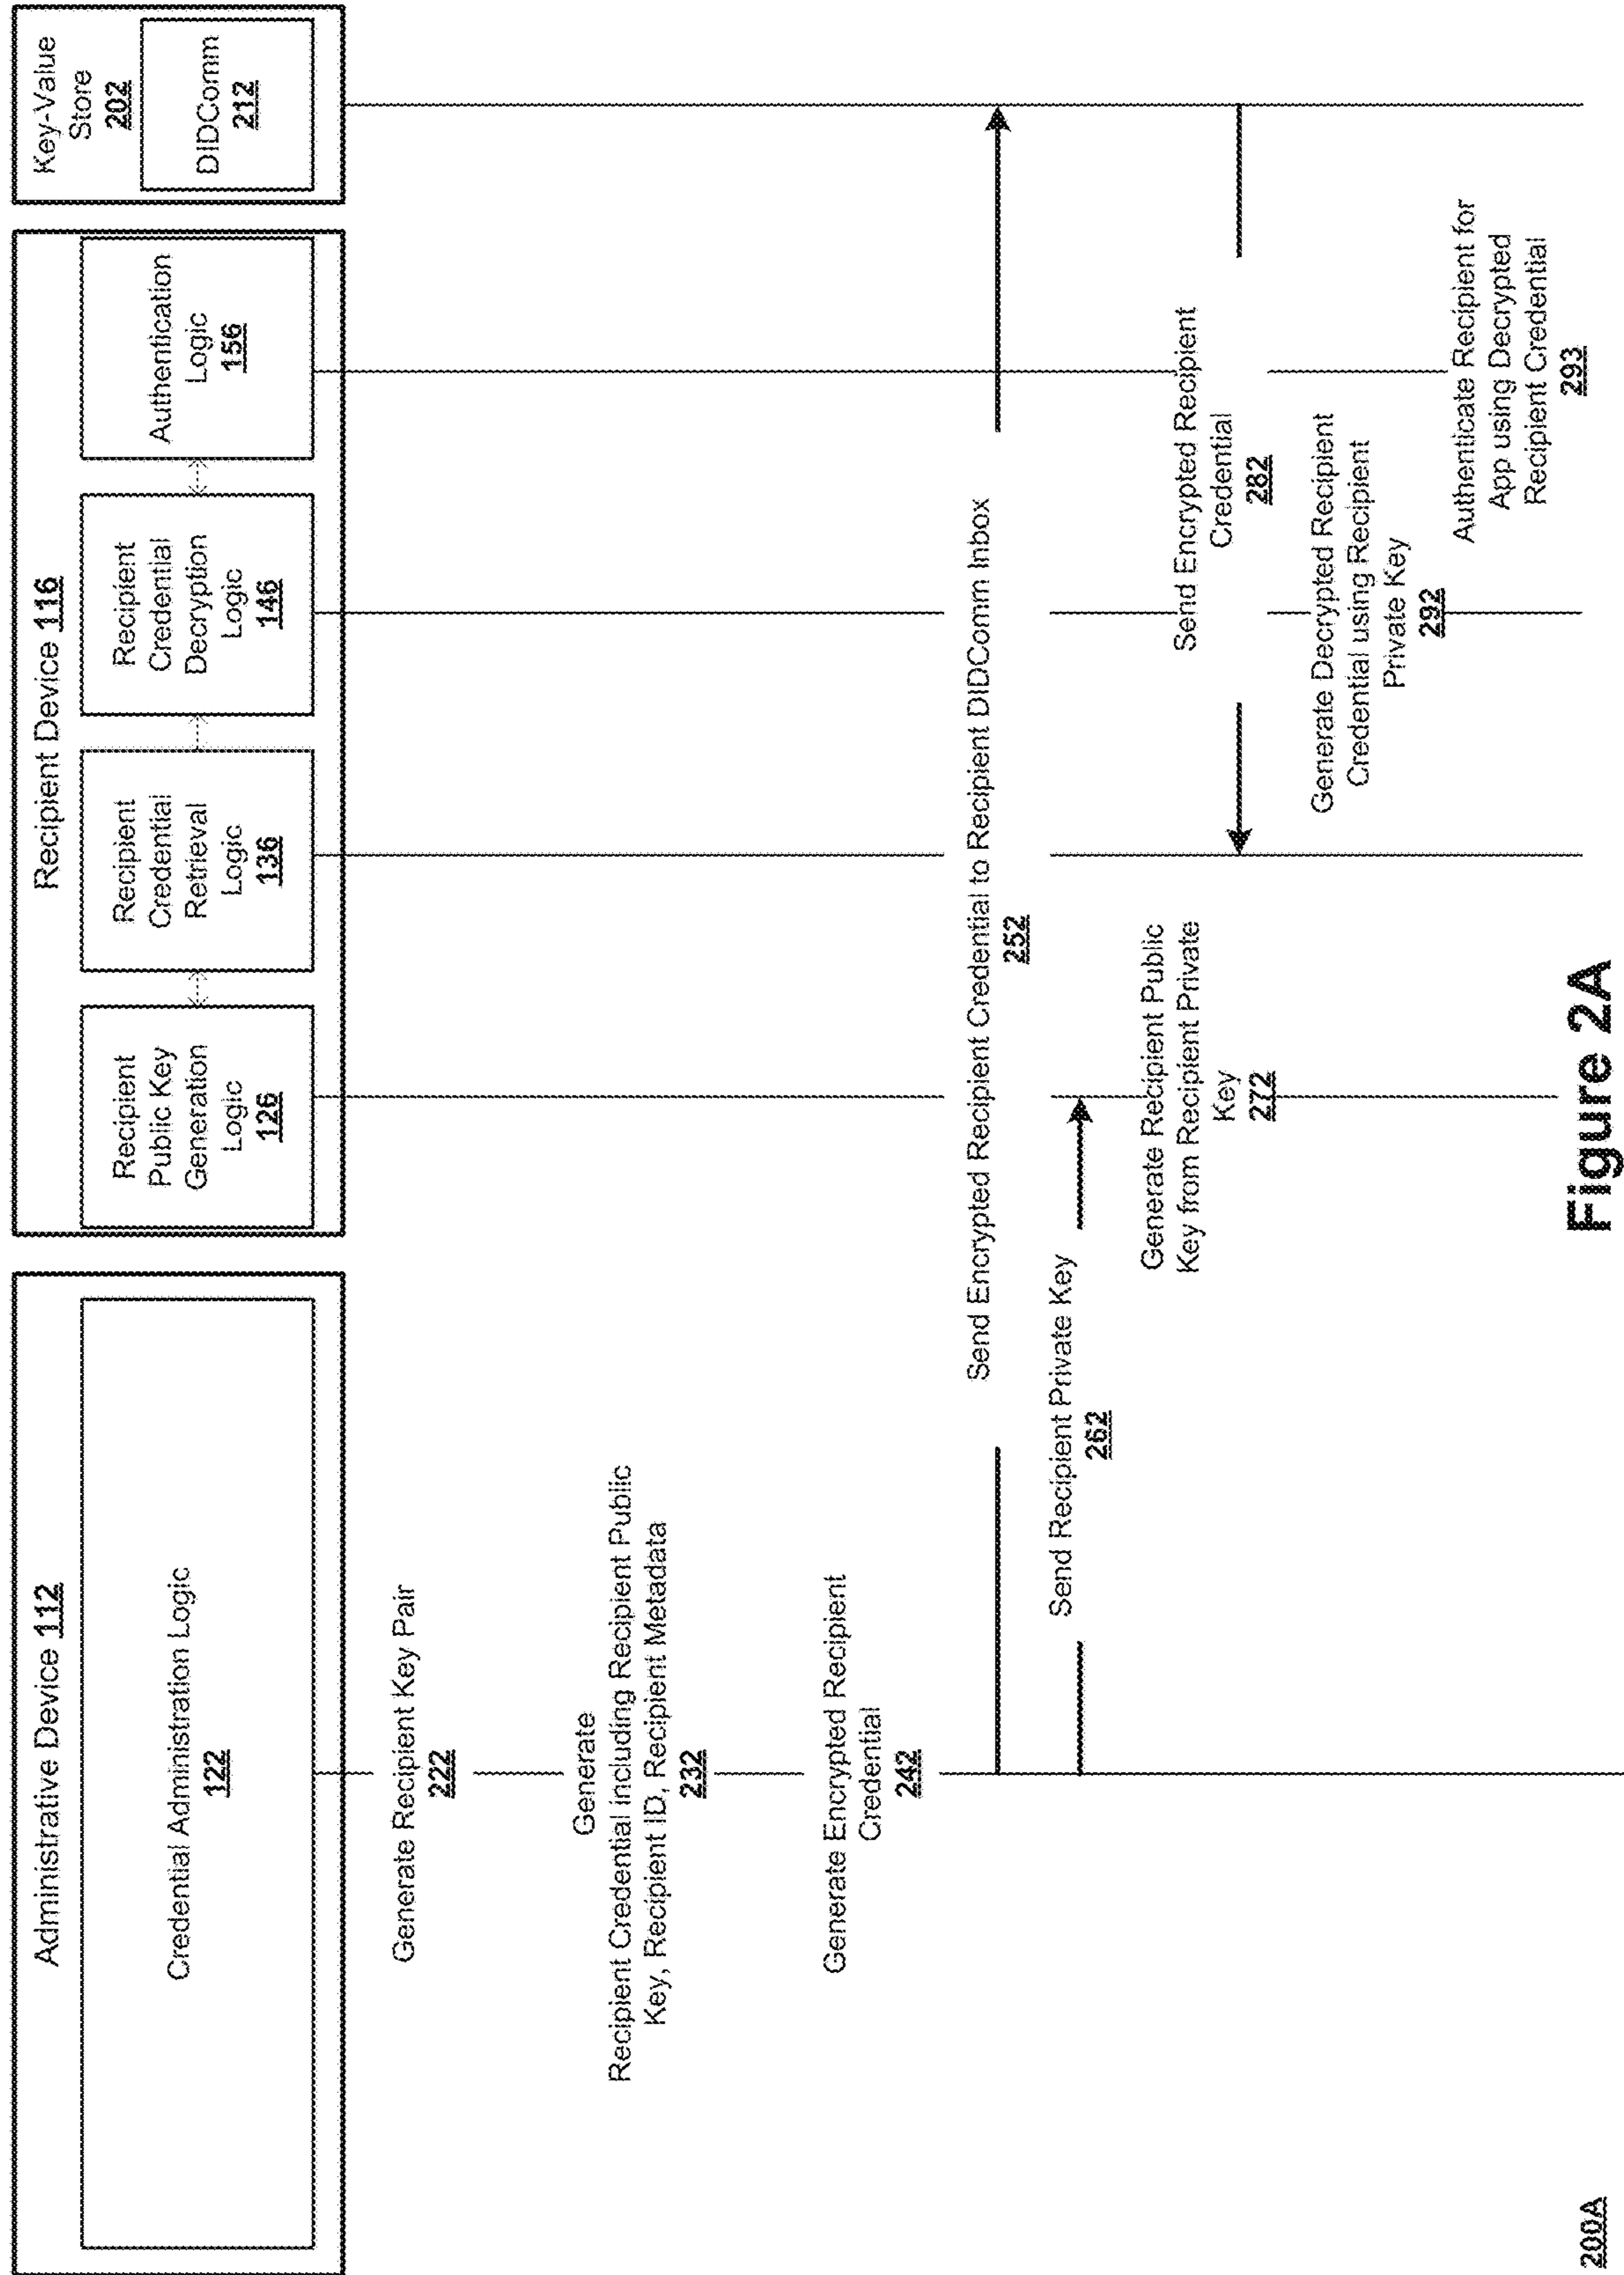 Administrative Device 112
Credential Administration Logic
122
Recipient Device 116
Recipient
Public Key
Generation
Logic
126
Recipient
Credential
Retrieval
Logic
136
Recipient
Credential
Decryption
Logic
146
Authentication
Logic
156
Key-Value
Store
202
DIDComm
212
Generate Recipient Key Pair
222
Generate
Recipient Credential including Recipient Public
Key, Recipient ID, Recipient Metadata
232
Generate Encrypted Recipient
Credential
242
Send Encrypted Recipient Credential to Recipient DIDComm Inbox
252
Send Recipient Private Key
262
Generate Recipient Public
Key from Recipient Private
Key
272
Send Encrypted Recipient
Credential
282
Generate Decrypted Recipient
Credential using Recipient
Private Key
292
Authenticate Recipient for
App using Decrypted
Recipient Credential
293
200A
Figure 2A